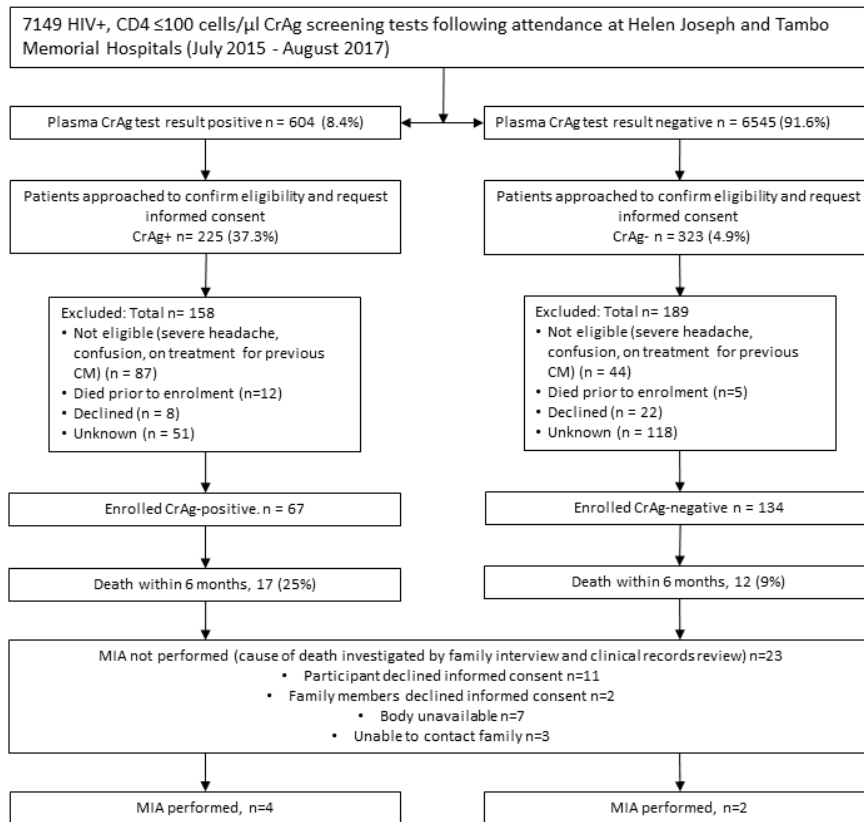 7149 HIV+, CD4 ≤100 cells/µl CrAg screening tests following attendance at Helen Joseph and Tambo
Memorial Hospitals (July 2015 - August 2017)
Plasma CrAg test result positive n = 604 (8.4%)
Plasma CrAg test result negative n = 6545 (91.6%)
Patients approached to confirm eligibility and request
informed consent
CrAg+ n= 225 (37.3%)
Patients approached to confirm eligibility and request
informed consent
CrAg- n = 323 (4.9%)
Excluded: Total n= 158
• Not eligible (severe headache,
confusion, on treatment for previous
CM) (n = 87)
• Died prior to enrolment (n=12)
• Declined (n = 8)
• Unknown (n = 51)
Excluded: Total n= 189
• Not eligible (severe headache,
confusion, on treatment for previous
CM) (n = 44)
• Died prior to enrolment (n=5)
• Declined (n = 22)
• Unknown (n = 118)
Enrolled CrAg-positive. n = 67
Enrolled CrAg-negative n = 134
Death within 6 months, 17 (25%)
Death within 6 months, 12 (9%)
MIA not performed (cause of death investigated by family interview and clinical records review) n=23
• Participant declined informed consent n=11
• Family members declined informed consent n=2
• Body unavailable n=7
• Unable to contact family n=3
MIA performed, n=4
MIA performed, n=2